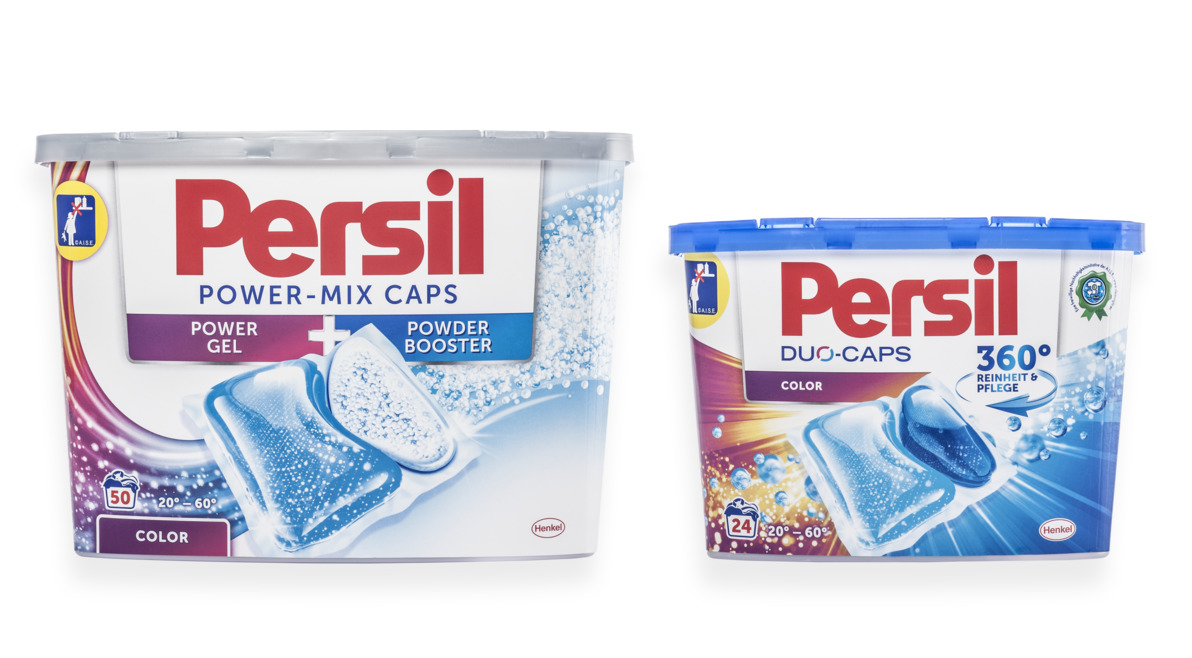 A.I.S.E.
Persil
POWER-MIX CAPS
POWER
GEL
+
POWDER
BOOSTER
50
20° – 60°
COLOR
Henkel
A.I.S.E.
Persil
DUO-CAPS
360°
REINHEIT &
PFLEGE
COLOR
24
20° – 60°
Henkel